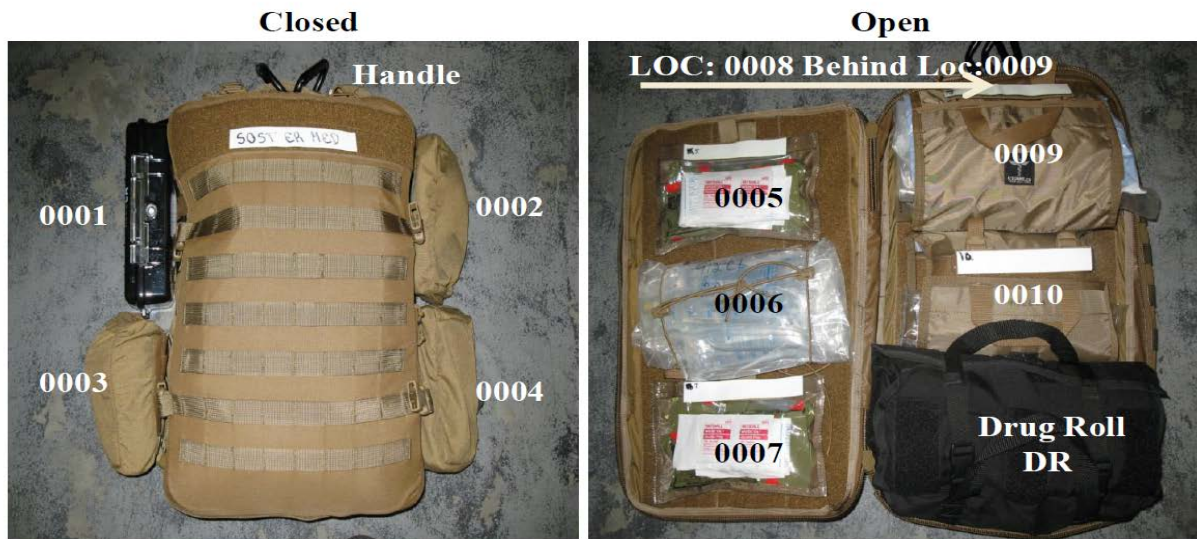 Closed
Open
Handle
SOST ER MED
0001
0002
0003
0004
LOC: 0008 Behind Loc:0009
0009
0005
0006
0010
0007
Drug Roll
DR